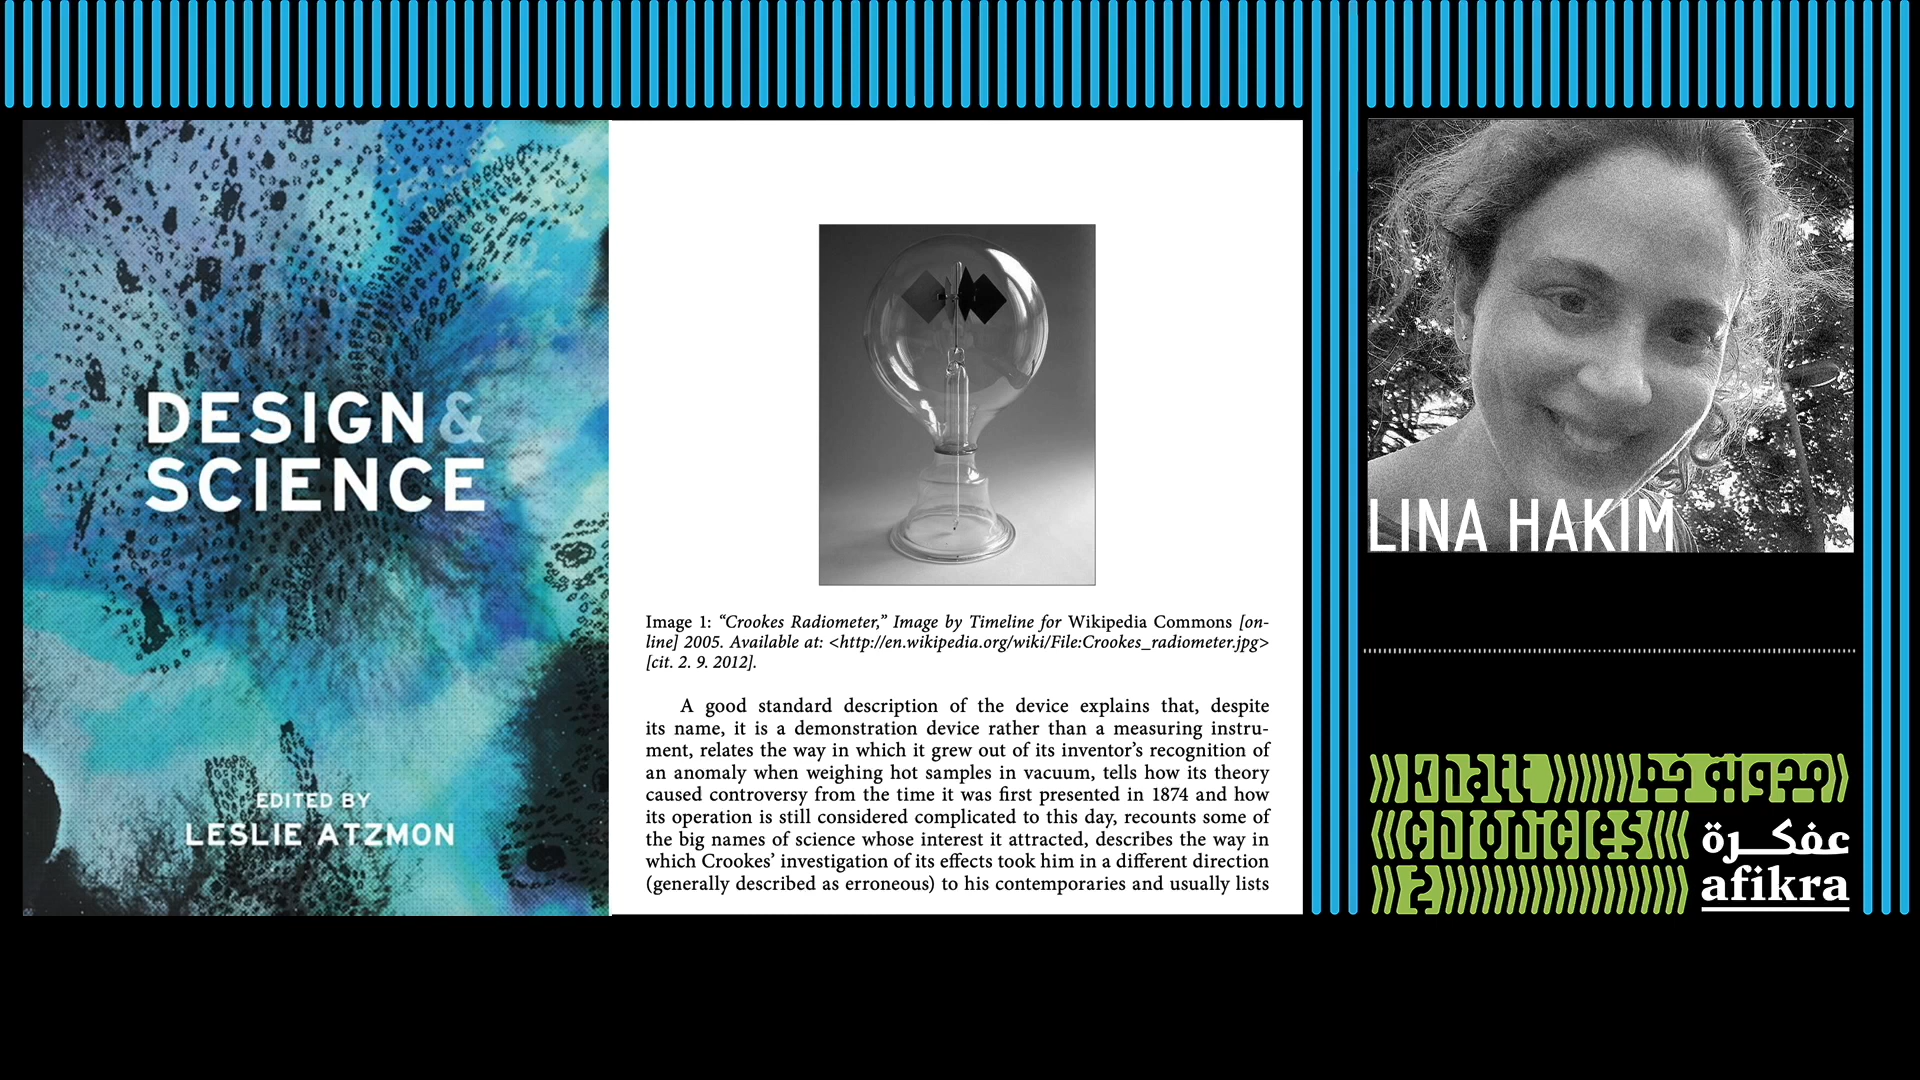 DESIGN &
SCIENCE
EDITED BY
LESLIE ATZMON
Image 1: “Crookes Radiometer,” Image by Timeline for Wikipedia Commons [on-
line] 2005. Available at: <http://en.wikipedia.org/wiki/File:Crookes_radiometer.jpg>
[cit. 2. 9. 2012].
A good standard description of the device explains that, despite
its name, it is a demonstration device rather than a measuring instru-
ment, relates the way in which it grew out of its inventor’s recognition of
an anomaly when weighing hot samples in vacuum, tells how its theory
caused controversy from the time it was first presented in 1874 and how
its operation is still considered complicated to this day, recounts some of
the big names of science whose interest it attracted, describes the way in
which Crookes’ investigation of its effects took him in a different direction
(generally described as erroneous) to his contemporaries and usually lists
LINA HAKIM
khatt
chronicles
2
عفكرة
afikra